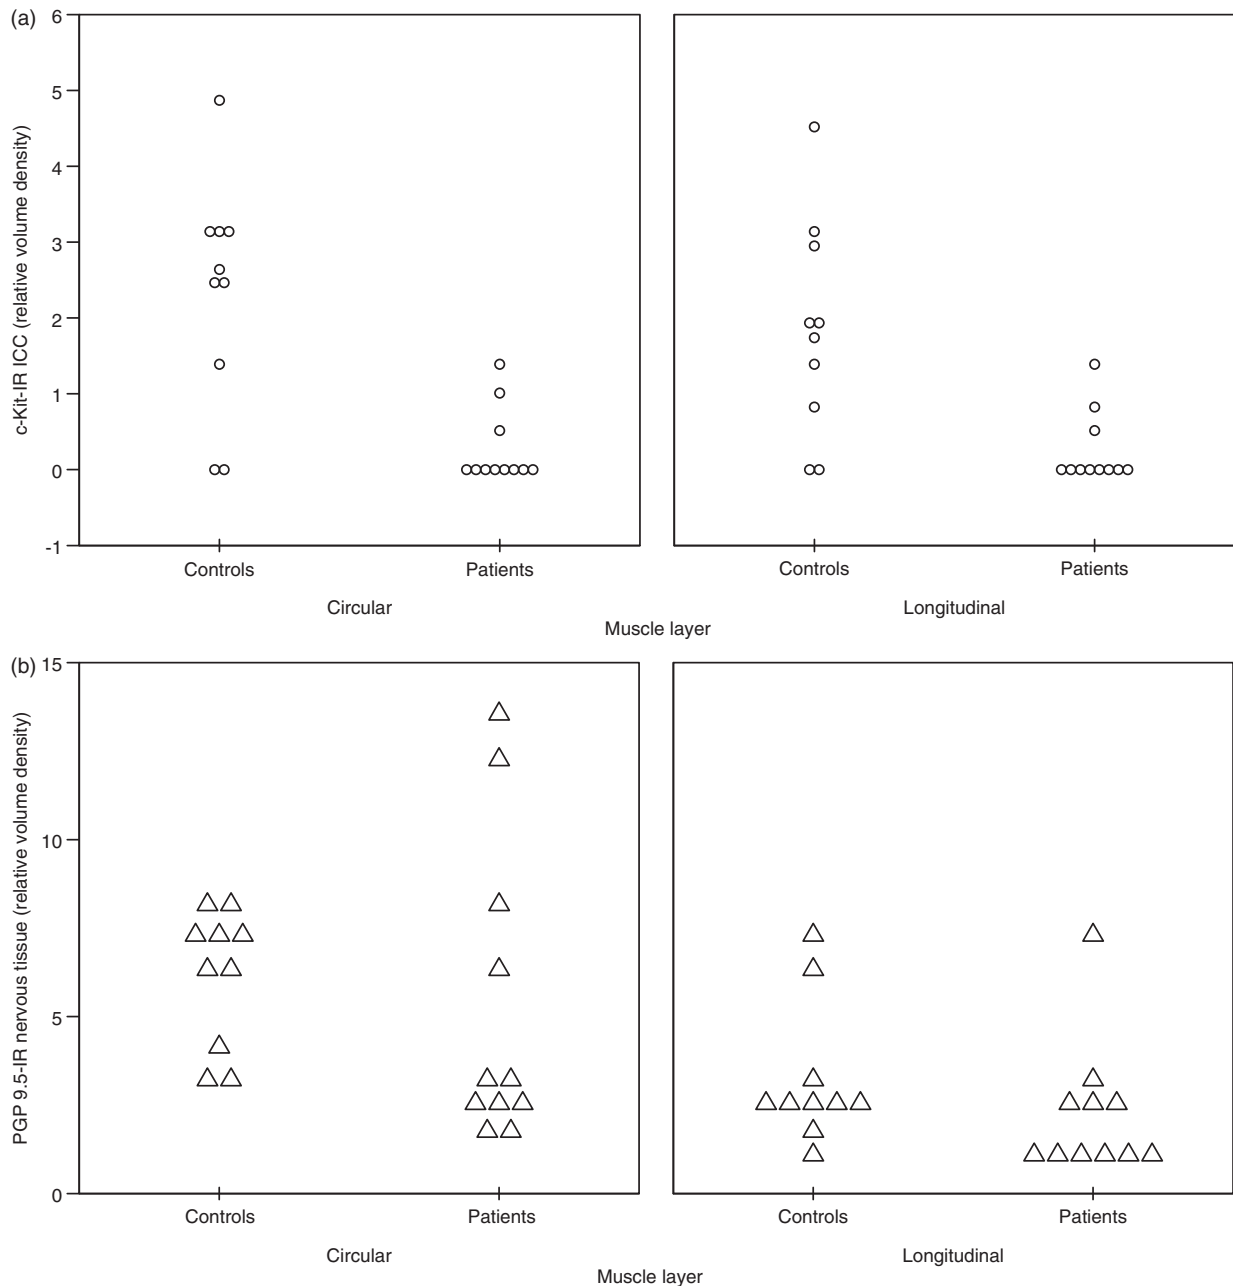 (a)
c-Kit-IR ICC (relative volume density)
6
5
4
3
2
1
0
-1
Controls Patients Controls Patients
Circular Longitudinal
Muscle layer
(b)
PGP 9.5-IR nervous tissue (relative volume density)
15
10
5
0
Controls Patients Controls Patients
Circular Longitudinal
Muscle layer